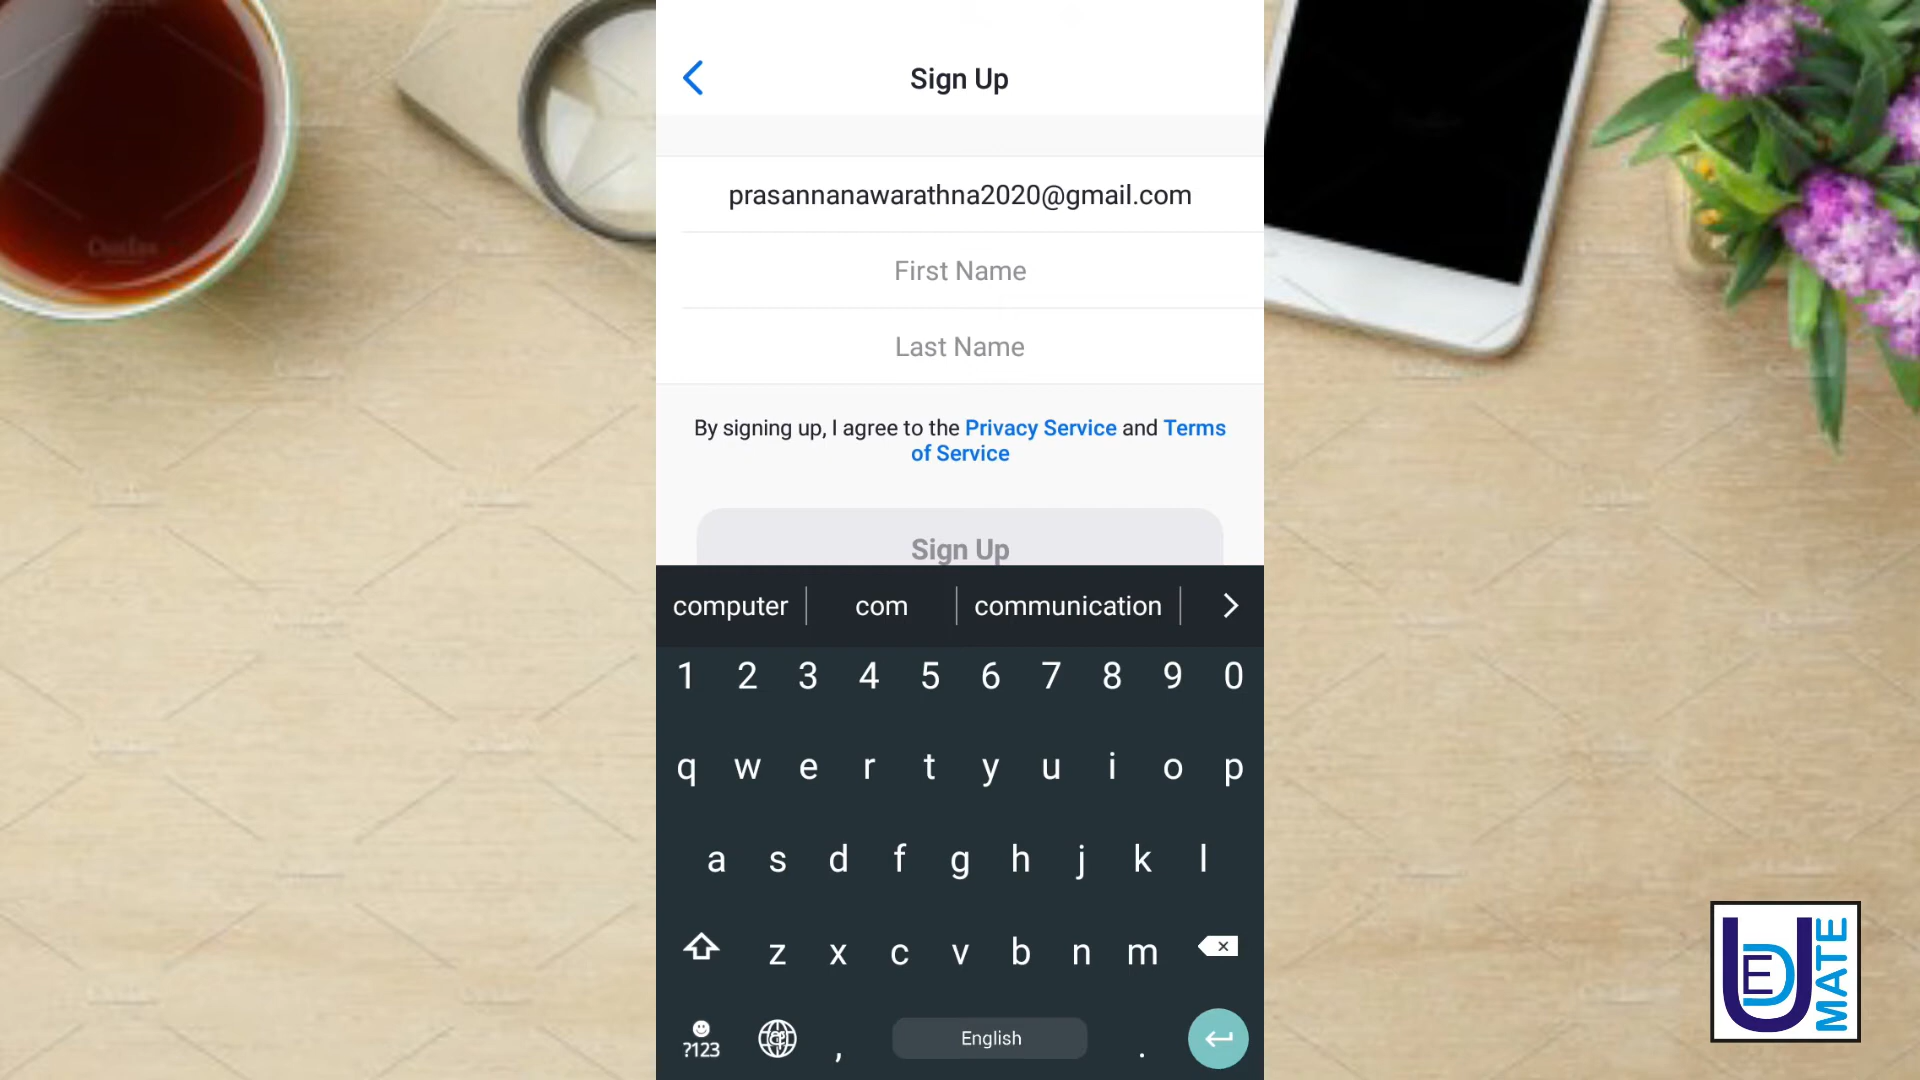 Sign Up
prasannanawarathna2020@gmail.com
First Name
Last Name
By signing up, I agree to the Privacy Service and Terms
of Service
Sign Up
computer com communication
1 2 3 4 5 6 7 8 9 0
q w e r t y u i o p
a s d f g h j k l
z x c v b n m
?123 , English .
U ED MATE